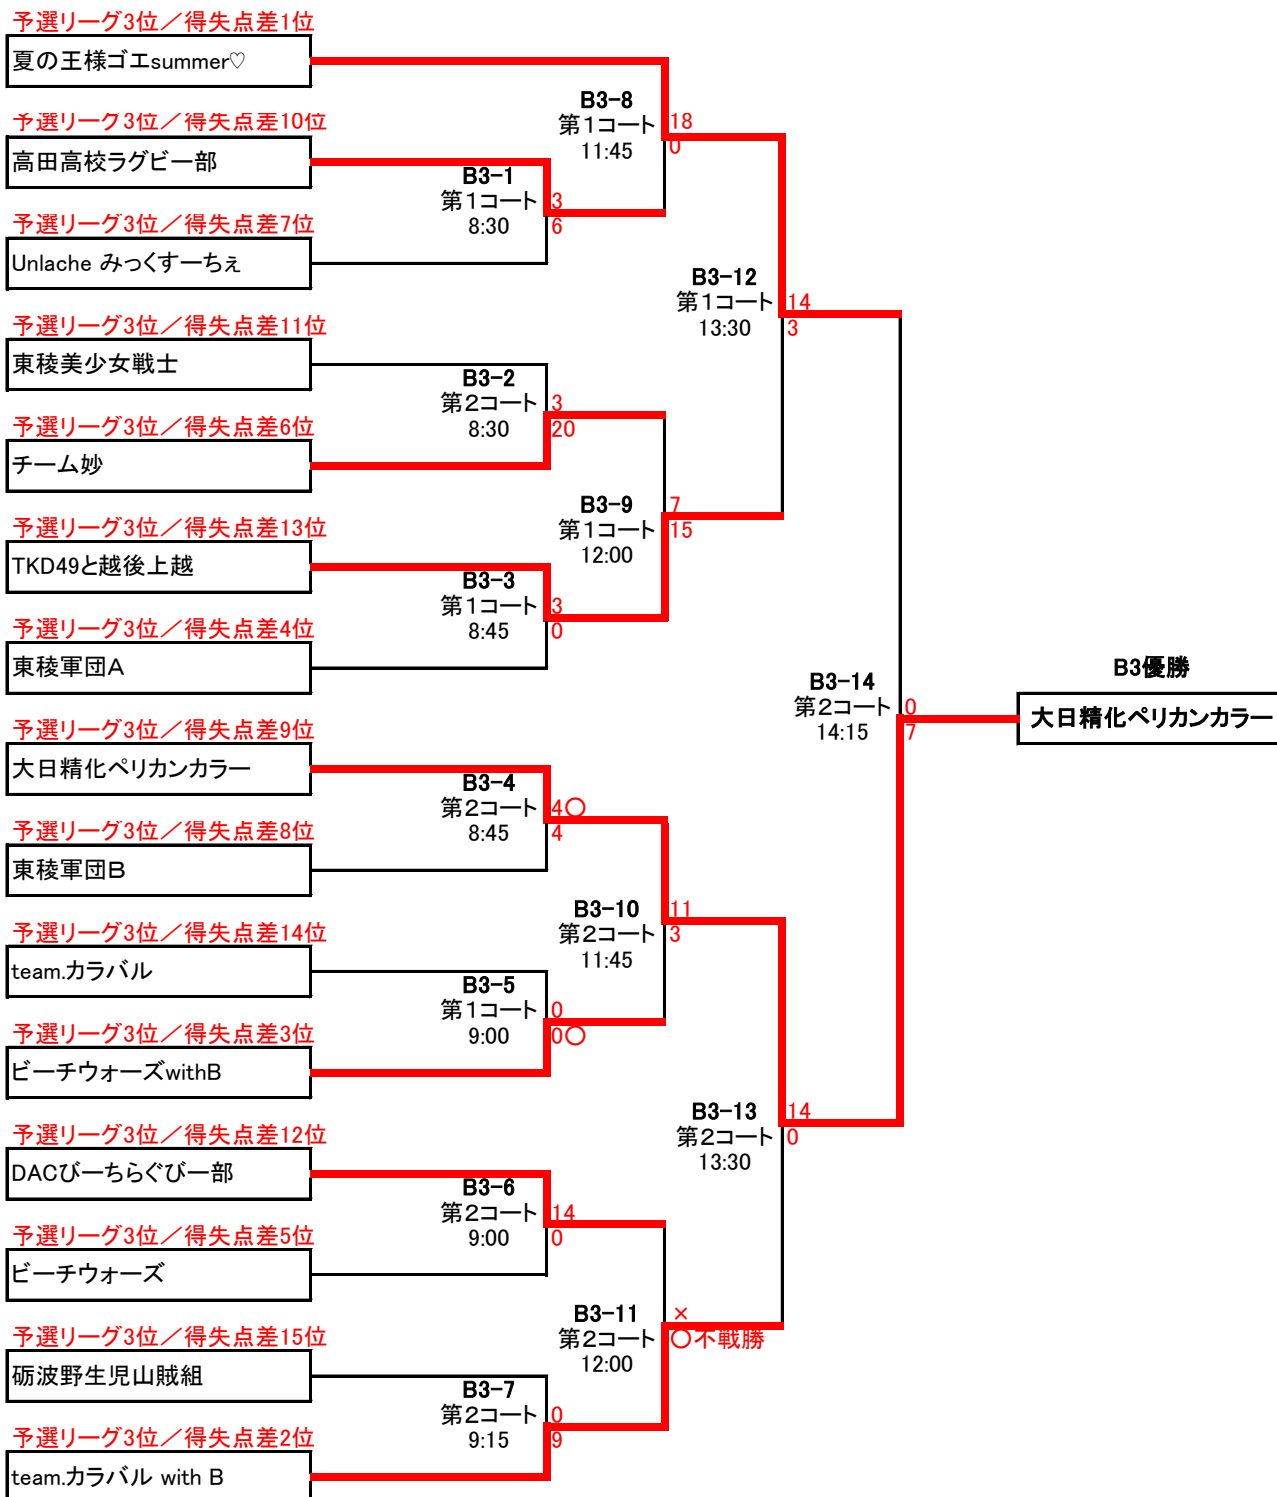 予選リーグ3位／得失点差1位
夏の王様ゴエsummer♡
B3-8
第1コート
11:45
18
0
予選リーグ3位／得失点差10位
高田高校ラグビー部
B3-1
第1コート
8:30
3
6
予選リーグ3位／得失点差7位
Unlache みっくすーちぇ
B3-12
第1コート
13:30
14
3
予選リーグ3位／得失点差11位
東稜美少女戦士
B3-2
第2コート
8:30
3
20
予選リーグ3位／得失点差6位
チーム妙
B3-9
第1コート
12:00
7
15
予選リーグ3位／得失点差13位
TKD49と越後上越
B3-3
第1コート
8:45
3
0
予選リーグ3位／得失点差4位
東稜軍団A
B3-14
第2コート
14:15
0
7
B3優勝
大日精化ペリカンカラー
予選リーグ3位／得失点差9位
大日精化ペリカンカラー
B3-4
第2コート
8:45
4〇
4
予選リーグ3位／得失点差8位
東稜軍団B
B3-10
第2コート
11:45
11
3
予選リーグ3位／得失点差14位
team.カラバル
B3-5
第1コート
9:00
0
0〇
予選リーグ3位／得失点差3位
ビーチウォーズwithB
B3-13
第2コート
13:30
14
0
予選リーグ3位／得失点差12位
DACびーちらぐびー部
B3-6
第2コート
9:00
14
0
予選リーグ3位／得失点差5位
ビーチウォーズ
B3-11
第2コート
12:00
×
〇不戦勝
予選リーグ3位／得失点差15位
砺波野生児山賊組
B3-7
第2コート
9:15
0
9
予選リーグ3位／得失点差2位
team.カラバル with B